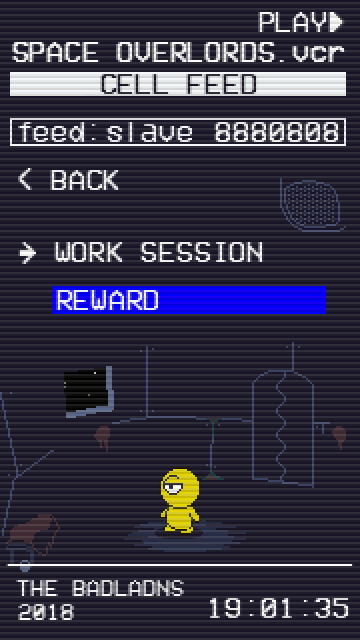 PLAY
SPACE OVERLORDS.vcr
CELL FEED
feed:slave 8880808
< BACK
→ WORK SESSION
REWARD
THE BADLADNS
2018
19:01:35